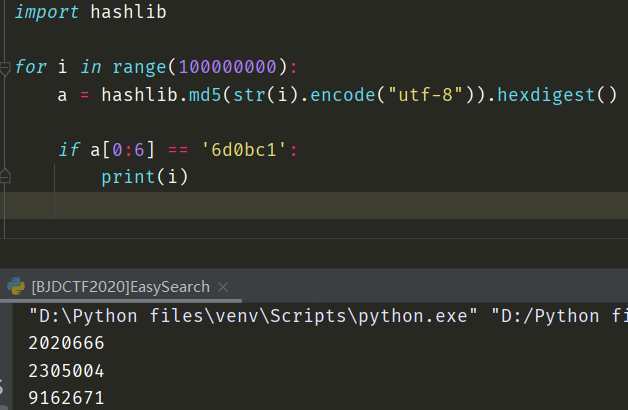 import hashlib
for i in range(100000000):
a = hashlib.md5(str(i).encode("utf-8")).hexdigest()
if a[0:6] == '6d0bc1':
print(i)
[BJDCTF2020]EasySearch ×
"D:\Python files\venv\Scripts\python.exe" "D:/Python fi
2020666
2305004
9162671